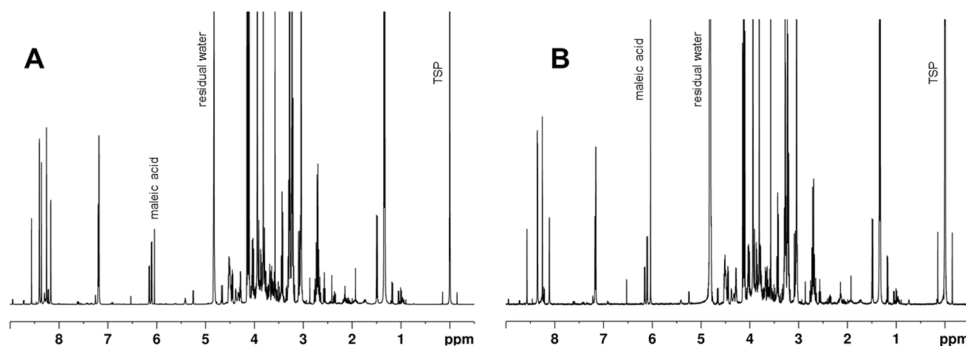 A
maleic acid
residual water
TSP
8 7 6 5 4 3 2 1 ppm
B
maleic acid
residual water
TSP
8 7 6 5 4 3 2 1 ppm